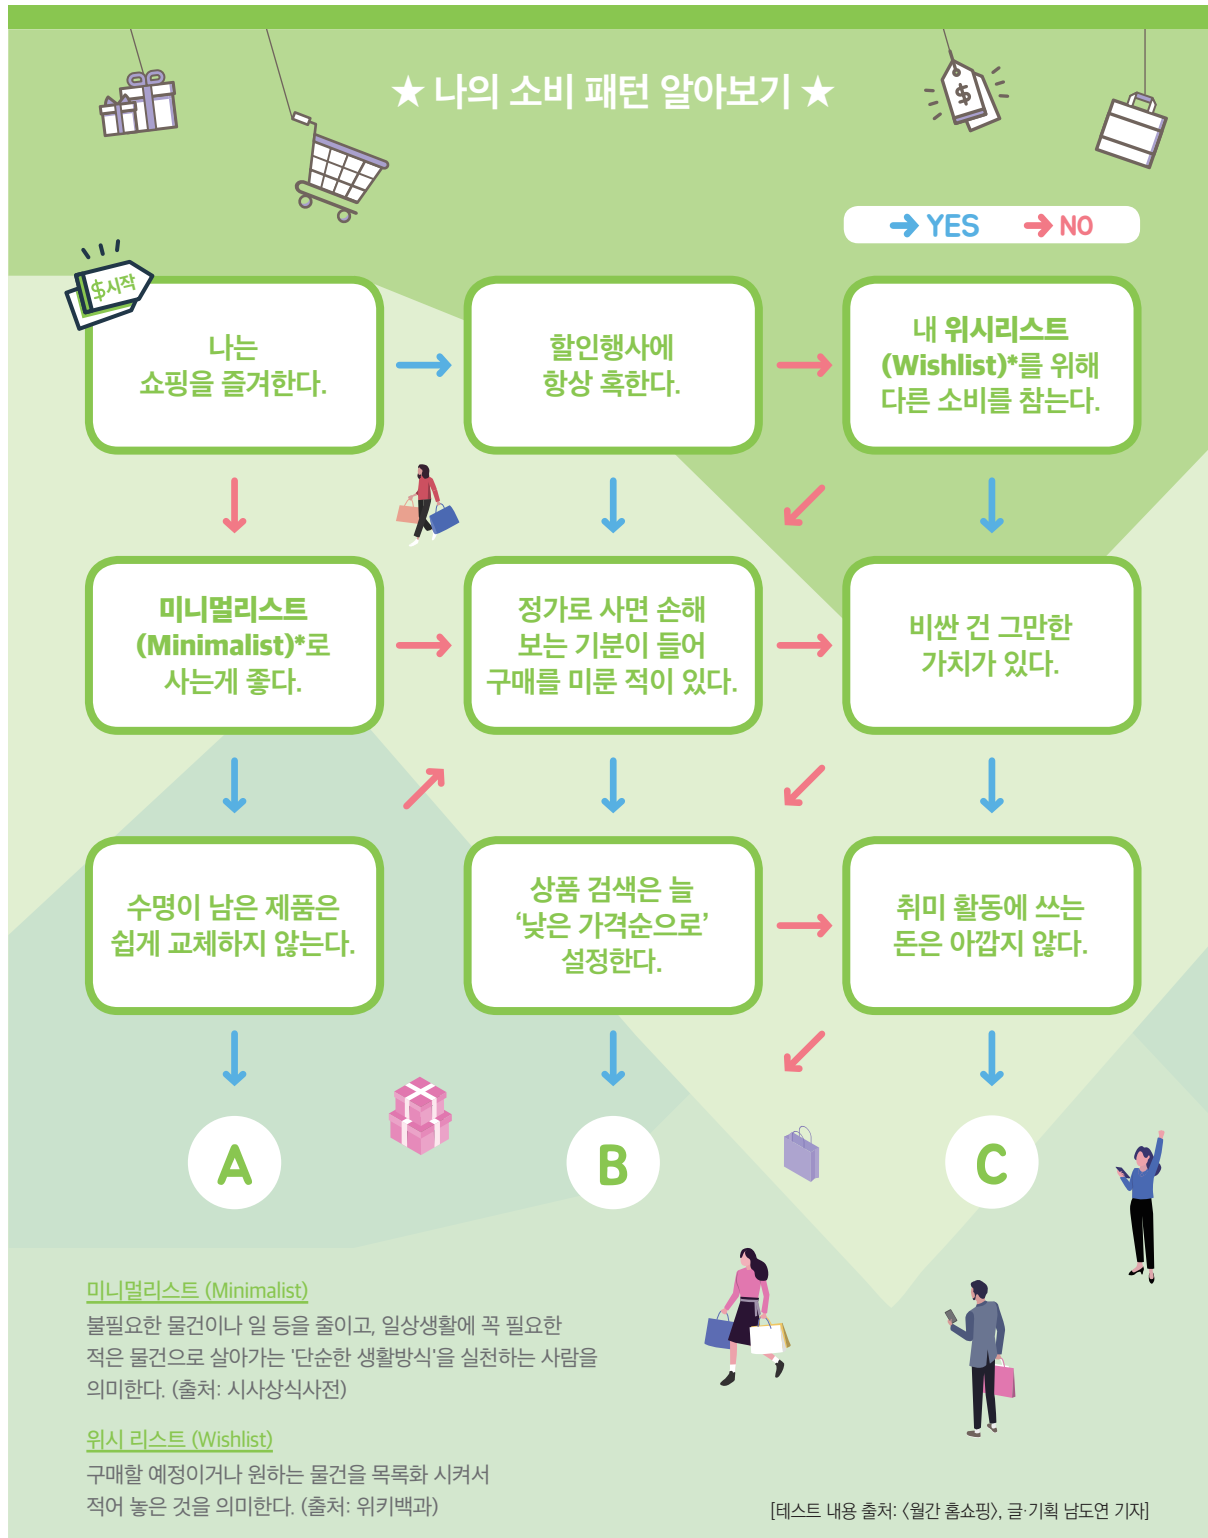 ★ 나의 소비 패턴 알아보기 ★
→ YES → NO
$시작
나는
쇼핑을 즐겨한다.
할인행사에
항상 혹한다.
내 위시리스트
(Wishlist)*를 위해
다른 소비를 참는다.
미니멀리스트
(Minimalist)*로
사는게 좋다.
정가로 사면 손해
보는 기분이 들어
구매를 미룬 적이 있다.
비싼 건 그만한
가치가 있다.
수명이 남은 제품은
쉽게 교체하지 않는다.
상품 검색은 늘
‘낮은 가격순으로’
설정한다.
취미 활동에 쓰는
돈은 아깝지 않다.
A
B
C
미니멀리스트 (Minimalist)
불필요한 물건이나 일 등을 줄이고, 일상생활에 꼭 필요한
적은 물건으로 살아가는 '단순한 생활방식'을 실천하는 사람을
의미한다. (출처: 시사상식사전)
위시 리스트 (Wishlist)
구매할 예정이거나 원하는 물건을 목록화 시켜서
적어 놓은 것을 의미한다. (출처: 위키백과)
[테스트 내용 출처: 〈월간 홈쇼핑〉, 글·기획 남도연 기자]